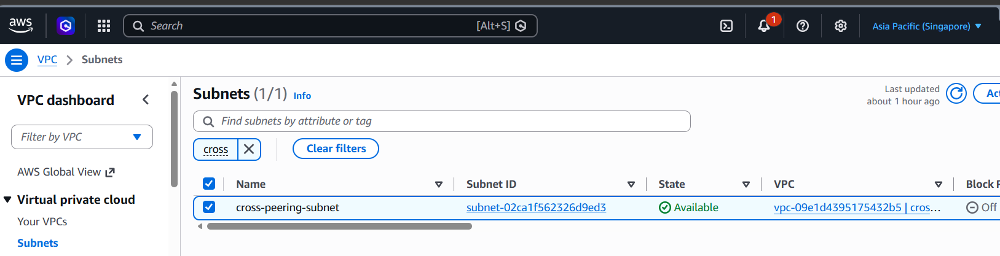 aws
Search [Alt+S]
1
Asia Pacific (Singapore)
VPC > Subnets
VPC dashboard
Filter by VPC
AWS Global View
Virtual private cloud
Your VPCs
Subnets
Subnets (1/1) Info
Last updated
about 1 hour ago
Find subnets by attribute or tag
cross
Clear filters
Name Subnet ID State VPC Block
cross-peering-subnet subnet-02ca1f562326d9ed3 Available vpc-09e1d4395175432b5 | cros… Off